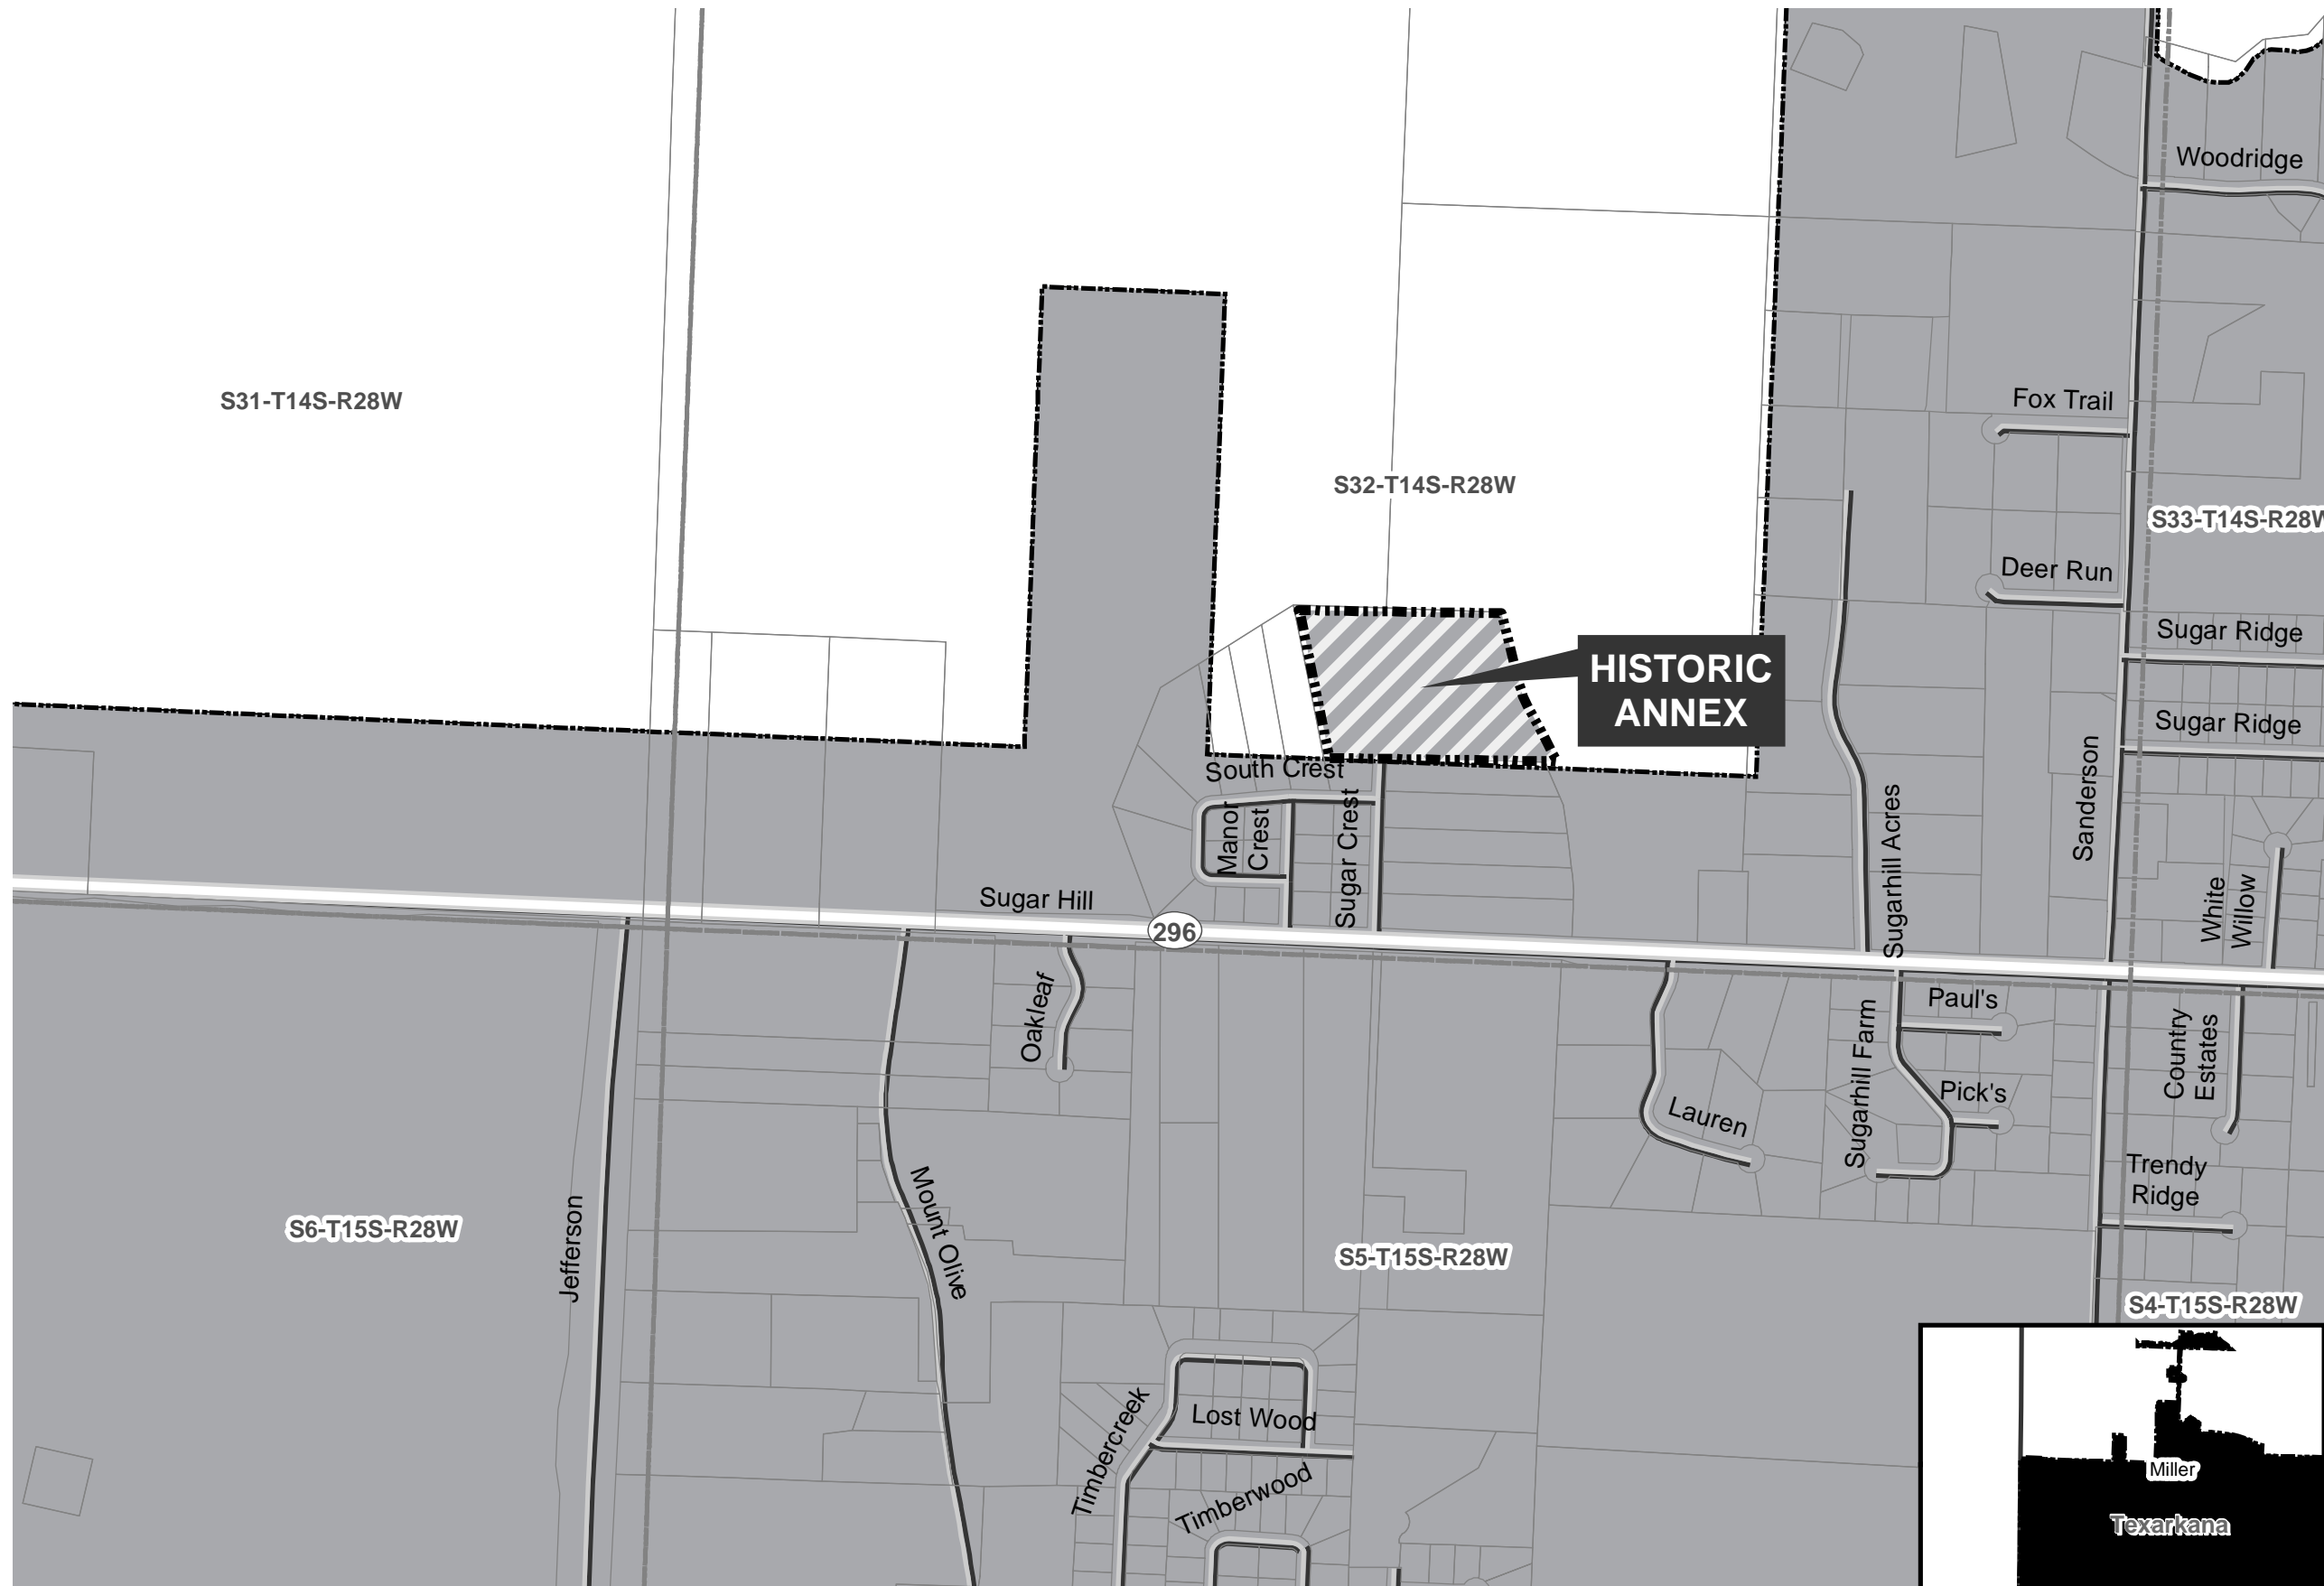 Woodridge
S31-T14S-R28W
Fox Trail
S32-T14S-R28W
S33-T14S-R28W
Deer Run
Sugar Ridge
HISTORIC
ANNEX
Sugar Ridge
South Crest
Manor
Crest
Sugar Crest
Sugarhill Acres
Sanderson
White
Willow
Sugar Hill
296
Oakleaf
Paul's
Sugarhill Farm
Country
Estates
Pick's
Lauren
Trendy
Ridge
Jefferson
Mount Olive
S6-T15S-R28W
S5-T15S-R28W
S4-T15S-R28W
Timbercreek
Lost Wood
Timberwood
Miller
Texarkana